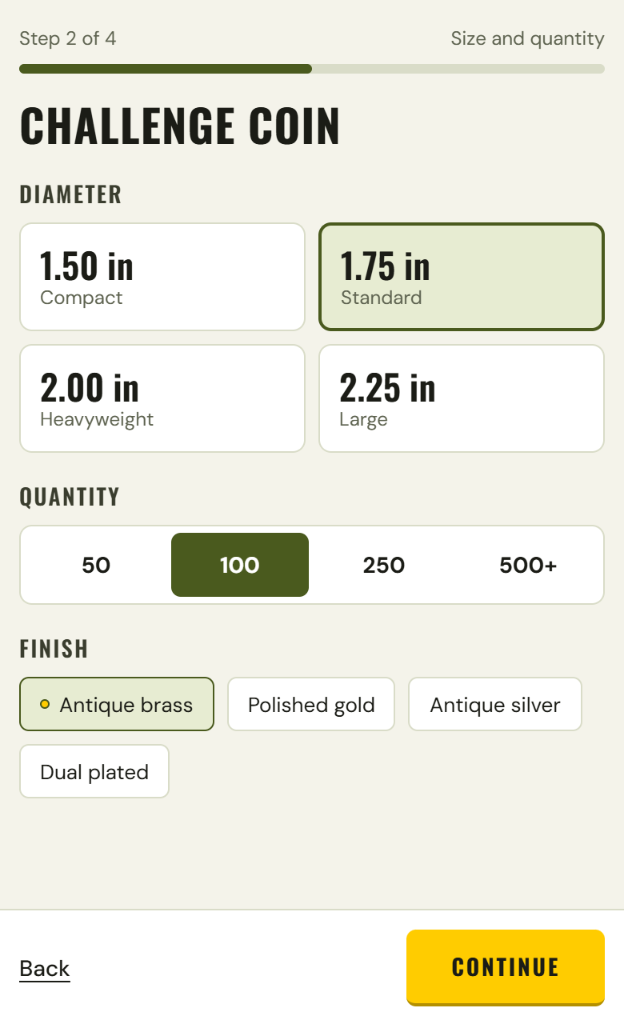 Step 2 of 4
Size and quantity
CHALLENGE COIN
DIAMETER
1.50 in
Compact
1.75 in
Standard
2.00 in
Heavyweight
2.25 in
Large
QUANTITY
50 100 250 500+
FINISH
Antique brass
Polished gold
Antique silver
Dual plated
Back
CONTINUE